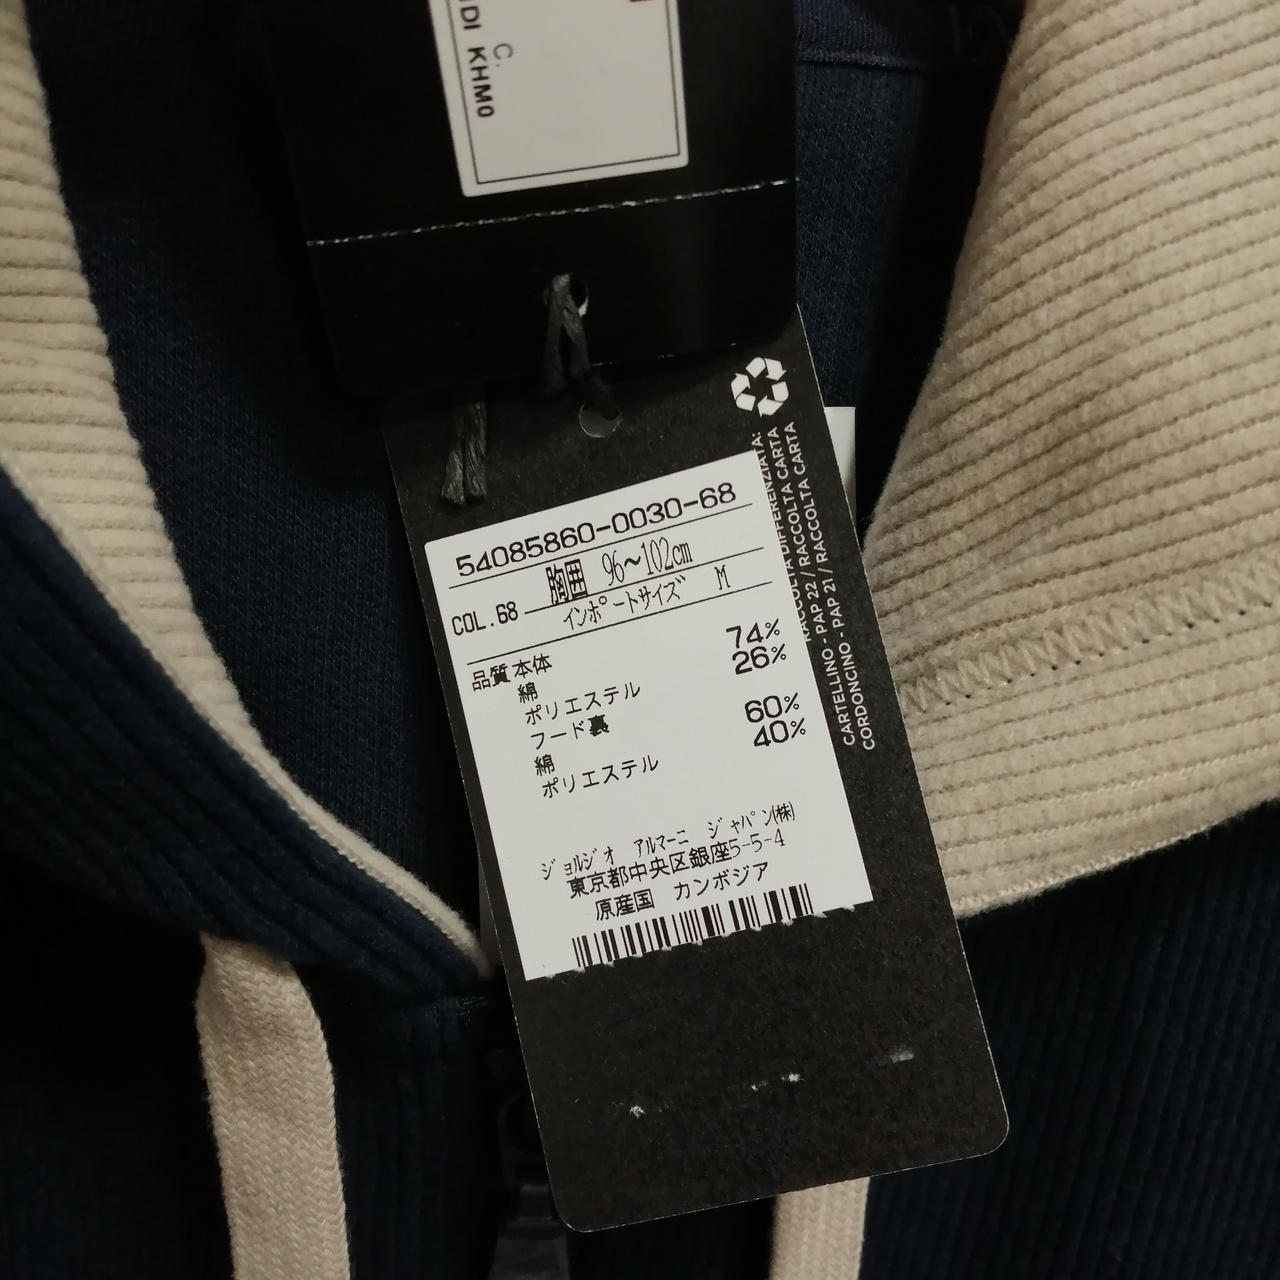 C.
KHM0
54085860-0030-68
胸囲 96~102cm
COL.68
インポートサイズ M
品質 本体
綿 74%
ポリエステル 26%
フード裏
綿 60%
ポリエステル 40%
ジョルジオ アルマーニ ジャパン(株)
東京都中央区銀座5-5-4
原産国 カンボジア
RACCOLTA DIFFERENZIATA:
CARTELLINO - PAP 22 / RACCOLTA CARTA
CORDONCINO - PAP 21 / RACCOLTA CARTA